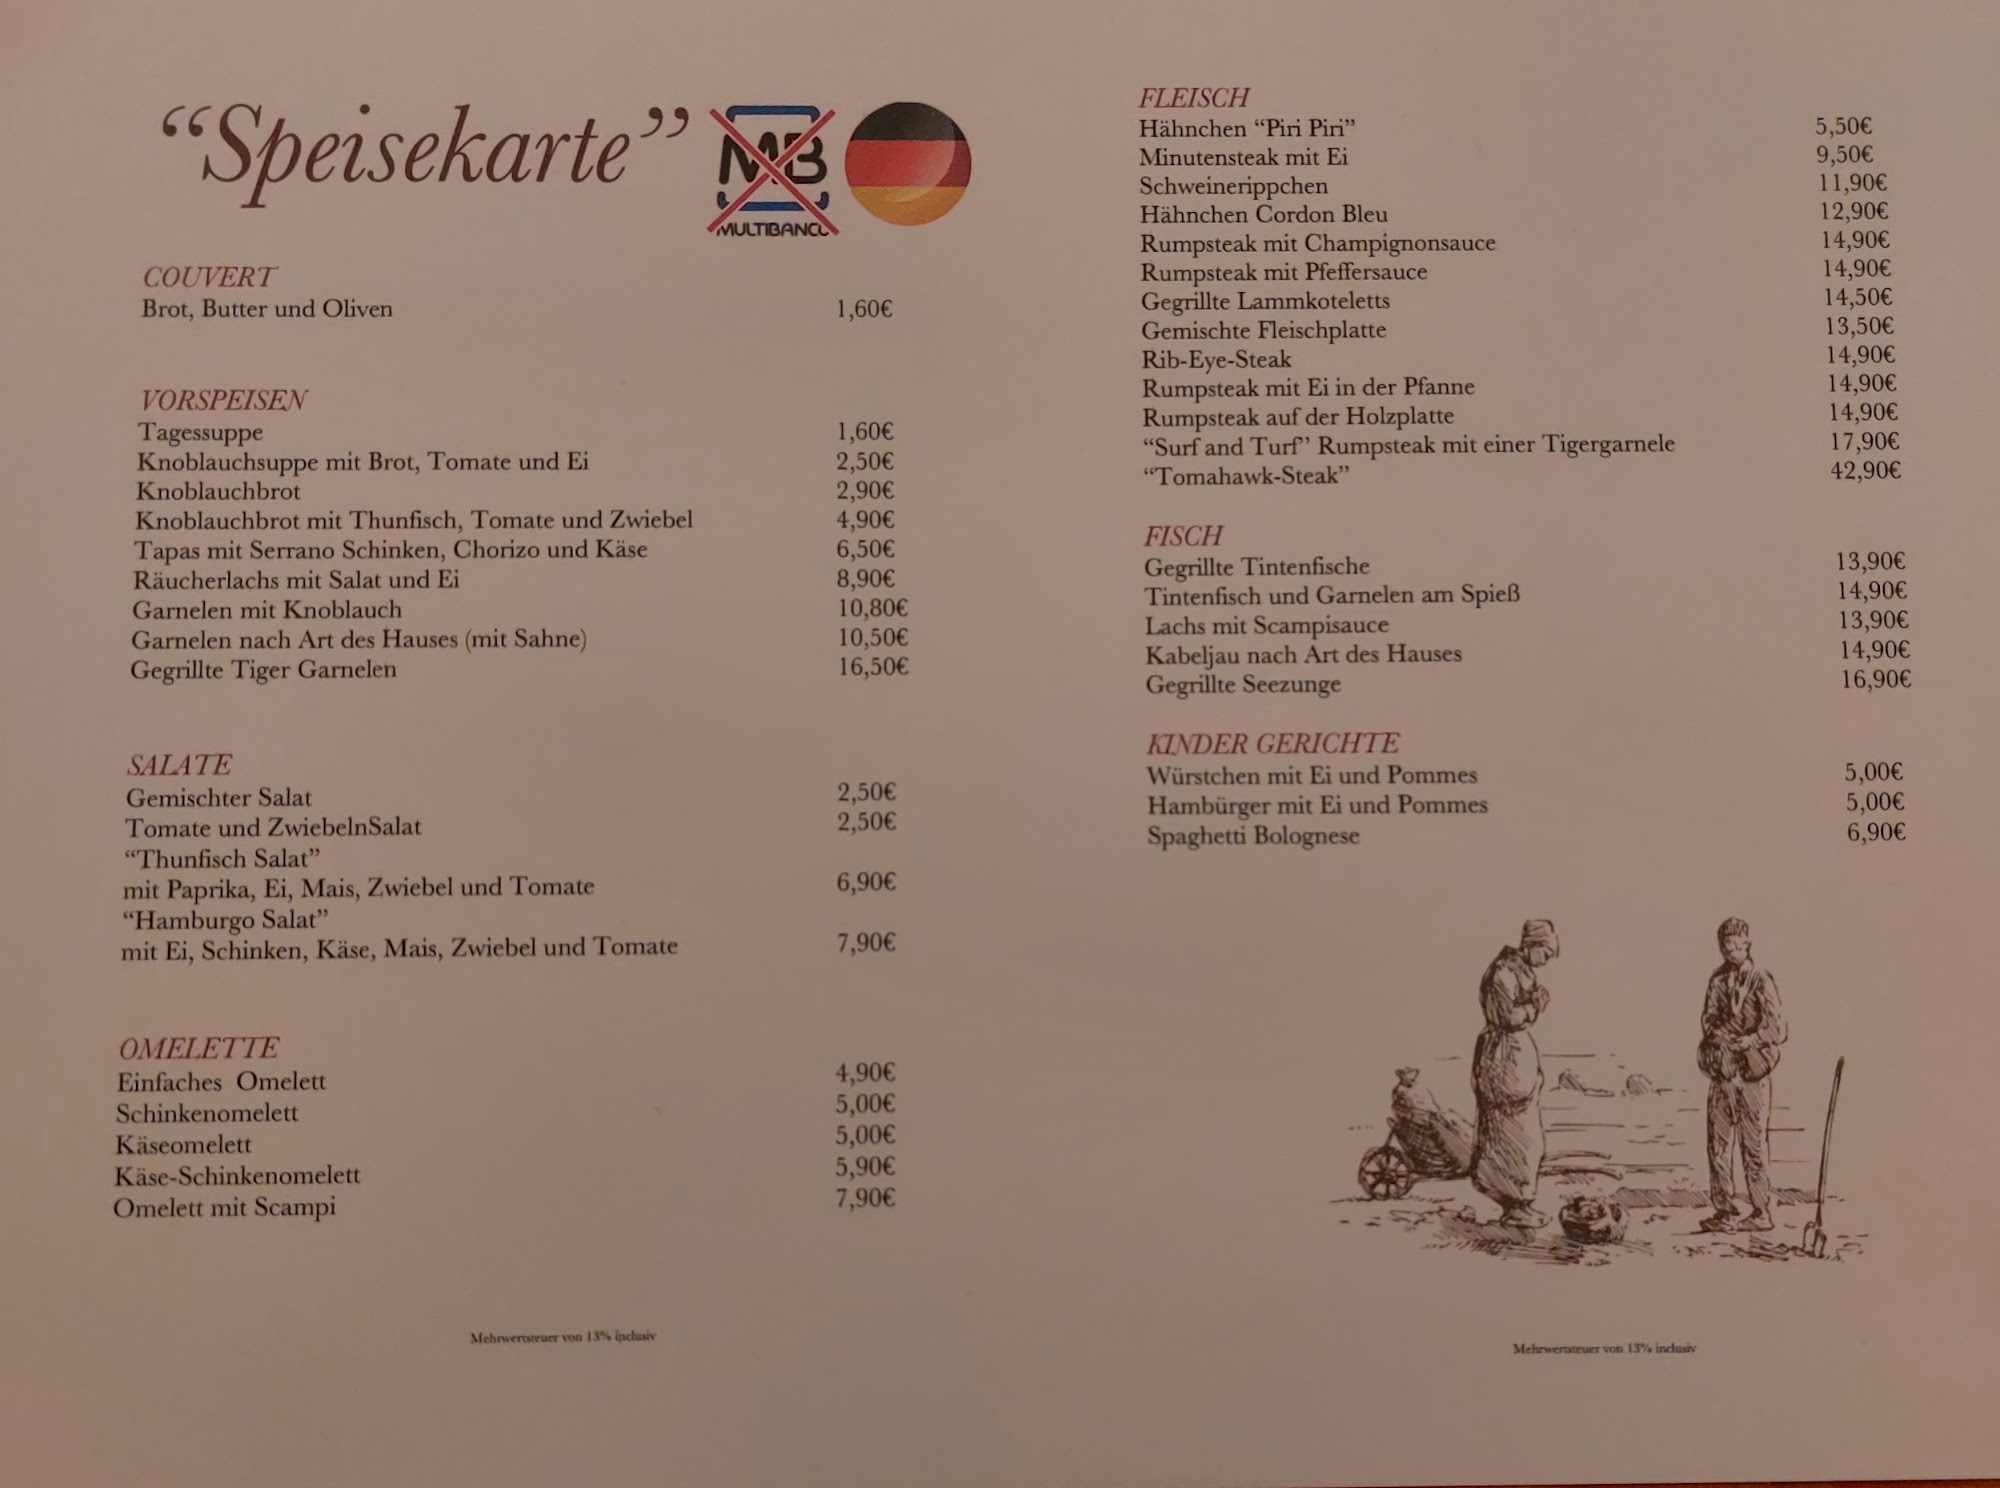 “Speisekarte”
MB
MULTIBANCO
COUVERT
Brot, Butter und Oliven 1,60€
VORSPEISEN
Tagessuppe 1,60€
Knoblauchsuppe mit Brot, Tomate und Ei 2,50€
Knoblauchbrot 2,90€
Knoblauchbrot mit Thunfisch, Tomate und Zwiebel 4,90€
Tapas mit Serrano Schinken, Chorizo und Käse 6,50€
Räucherlachs mit Salat und Ei 8,90€
Garnelen mit Knoblauch 10,80€
Garnelen nach Art des Hauses (mit Sahne) 10,50€
Gegrillte Tiger Garnelen 16,50€
SALATE
Gemischter Salat 2,50€
Tomate und ZwiebelnSalat 2,50€
“Thunfisch Salat”
mit Paprika, Ei, Mais, Zwiebel und Tomate 6,90€
“Hamburgo Salat”
mit Ei, Schinken, Käse, Mais, Zwiebel und Tomate 7,90€
OMELETTE
Einfaches Omelett 4,90€
Schinkenomelett 5,00€
Käseomelett 5,00€
Käse-Schinkenomelett 5,90€
Omelett mit Scampi 7,90€
Mehrwertsteuer von 13% inclusiv
FLEISCH
Hähnchen “Piri Piri” 5,50€
Minutensteak mit Ei 9,50€
Schweinerippchen 11,90€
Hähnchen Cordon Bleu 12,90€
Rumpsteak mit Champignonsauce 14,90€
Rumpsteak mit Pfeffersauce 14,90€
Gegrillte Lammkoteletts 14,50€
Gemischte Fleischplatte 13,50€
Rib-Eye-Steak 14,90€
Rumpsteak mit Ei in der Pfanne 14,90€
Rumpsteak auf der Holzplatte 14,90€
“Surf and Turf” Rumpsteak mit einer Tigergarnele 17,90€
“Tomahawk-Steak” 42,90€
FISCH
Gegrillte Tintenfische 13,90€
Tintenfisch und Garnelen am Spieß 14,90€
Lachs mit Scampisauce 13,90€
Kabeljau nach Art des Hauses 14,90€
Gegrillte Seezunge 16,90€
KINDER GERICHTE
Würstchen mit Ei und Pommes 5,00€
Hambürger mit Ei und Pommes 5,00€
Spaghetti Bolognese 6,90€
Mehrwertsteuer von 13% inclusiv